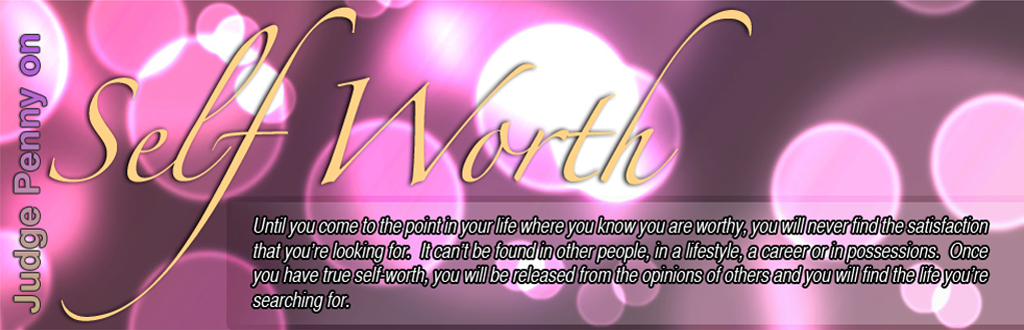 Judge Penny on
Self Worth
Until you come to the point in your life where you know you are worthy, you will never find the satisfaction
that you're looking for.  It can't be found in other people, in a lifestyle, a career or in possessions.  Once
you have true self-worth, you will be released from the opinions of others and you will find the life you're
searching for.